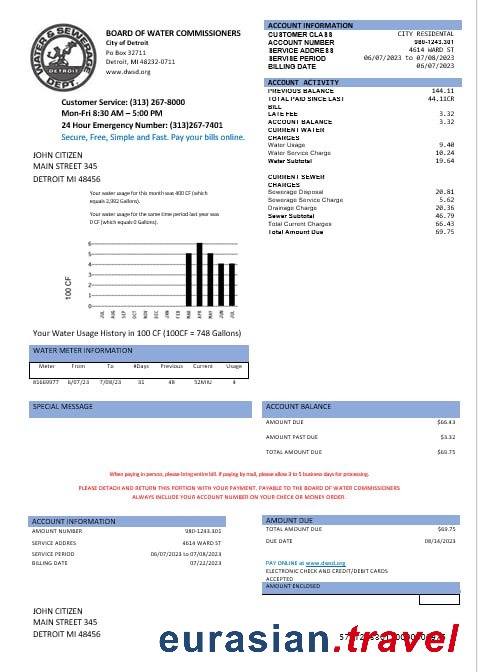 WATER & SEWERAGE
DETROIT
DEPT.
BOARD OF WATER COMMISSIONERS
City of Detroit
Po Box 32711
Detroit, MI 48232-0711
www.dwsd.org
Customer Service: (313) 267-8000
Mon-Fri 8:30 AM – 5:00 PM
24 Hour Emergency Number: (313)267-7401
Secure, Free, Simple and Fast. Pay your bills online.
JOHN CITIZEN
MAIN STREET 345
DETROIT MI 48456
ACCOUNT INFORMATION
CUSTOMER CLASS CITY RESIDENTAL
ACCOUNT NUMBER 980-1243.301
SERVICE ADDRESS 4614 WARD ST
SERVISE PERIOD 06/07/2023 to 07/08/2023
BILLING DATE 06/07/2023
ACCOUNT ACTIVITY
PREVIOUS BALANCE 144.11
TOTAL PAID SINCE LAST 44.11CR
BILL
LATE FEE 3.32
ACCOUNT BALANCE 3.32
CURRENT WATER
CHARGES
Water Usage 9.40
Water Service Charge 10.24
Water Subtotal 19.64
CURRENT SEWER
CHARGES
Sewerage Disposal 20.81
Sewerage Service Charge 5.62
Drainage Charge 20.36
Sewer Subtotal 46.79
Total Current Charges 66.43
Total Amount Due 69.75
Your water usage for this month was 400 CF (which
equals 2,992 Gallons).
Your water usage for the same time period last year was
0 CF (which equals 0 Gallons).
100 CF
6
5
4
3
2
1
0
JUL AUG SEP OCT NOV DEC JAN FEB MAR APR MAY JUN JUL
Your Water Usage History in 100 CF (100CF = 748 Gallons)
WATER METER INFORMATION
Meter From To #Days Previous Current Usage
81669977 6/07/23 7/08/23 31 48 52MIU 4
SPECIAL MESSAGE
ACCOUNT BALANCE
AMOUNT DUE $66.43
AMOUNT PAST DUE $3.32
TOTAL AMOUNT DUE $69.75
When paying in person, please bring entire bill. If paying by mail, please allow 3 to 5 business days for processing.
PLEASE DETACH AND RETURN THIS PORTION WITH YOUR PAYMENT. PAYABLE TO THE BOARD OF WATER COMMISSIONERS
ALWAYS INCLUDE YOUR ACCOUNT NUMBER ON YOUR CHECK OR MONEY ORDER.
ACCOUNT INFORMATION
AMOUNT NUMBER 980-1243.301
SERVICE ADDRES 4614 WARD ST
SERVICE PERIOD 06/07/2023 to 07/08/2023
BILLING DATE 07/22/2023
AMOUNT DUE
TOTAL AMOUNT DUE $69.75
DUE DATE 08/14/2023
PAY ONLINE at www.dwsd.org
ELECTRONIC CHECK AND CREDIT/DEBIT CARDS
ACCEPTED
AMOUNT ENCLOSED
JOHN CITIZEN
MAIN STREET 345
DETROIT MI 48456
eurasian.travel